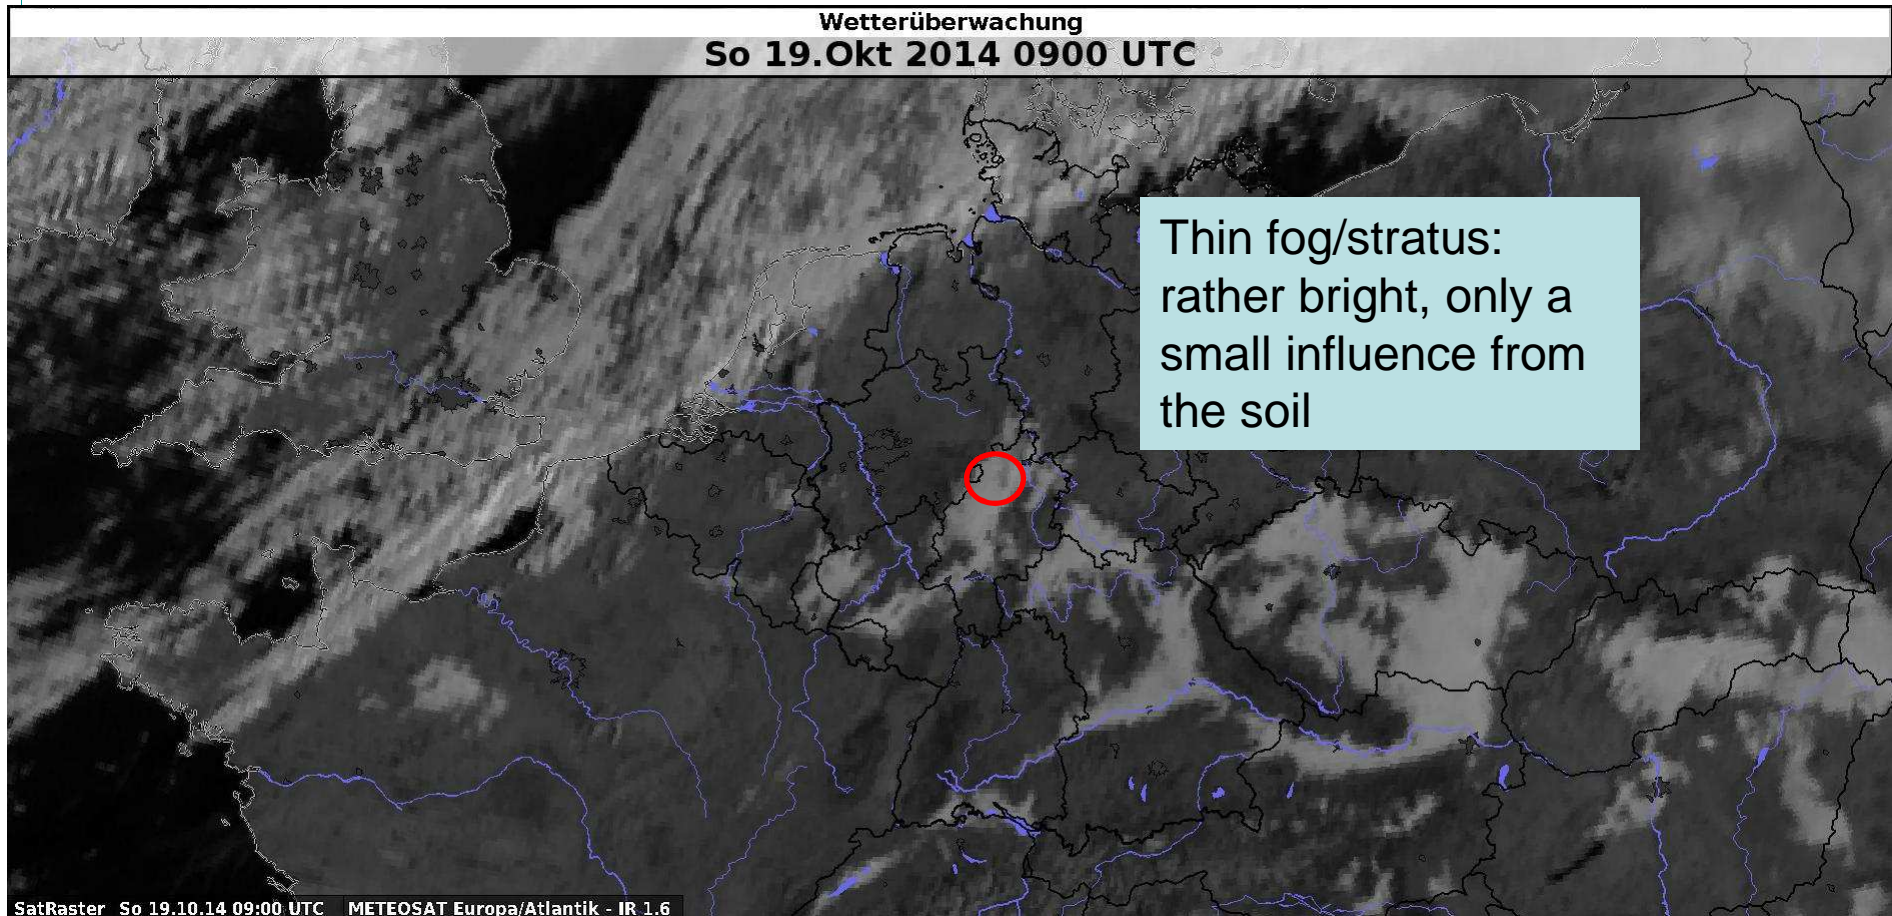 Wetterüberwachung
So 19.Okt 2014 0900 UTC
Thin fog/stratus:
rather bright, only a
small influence from
the soil
SatRaster So 19.10.14 09:00 UTC METEOSAT Europa/Atlantik - IR 1.6